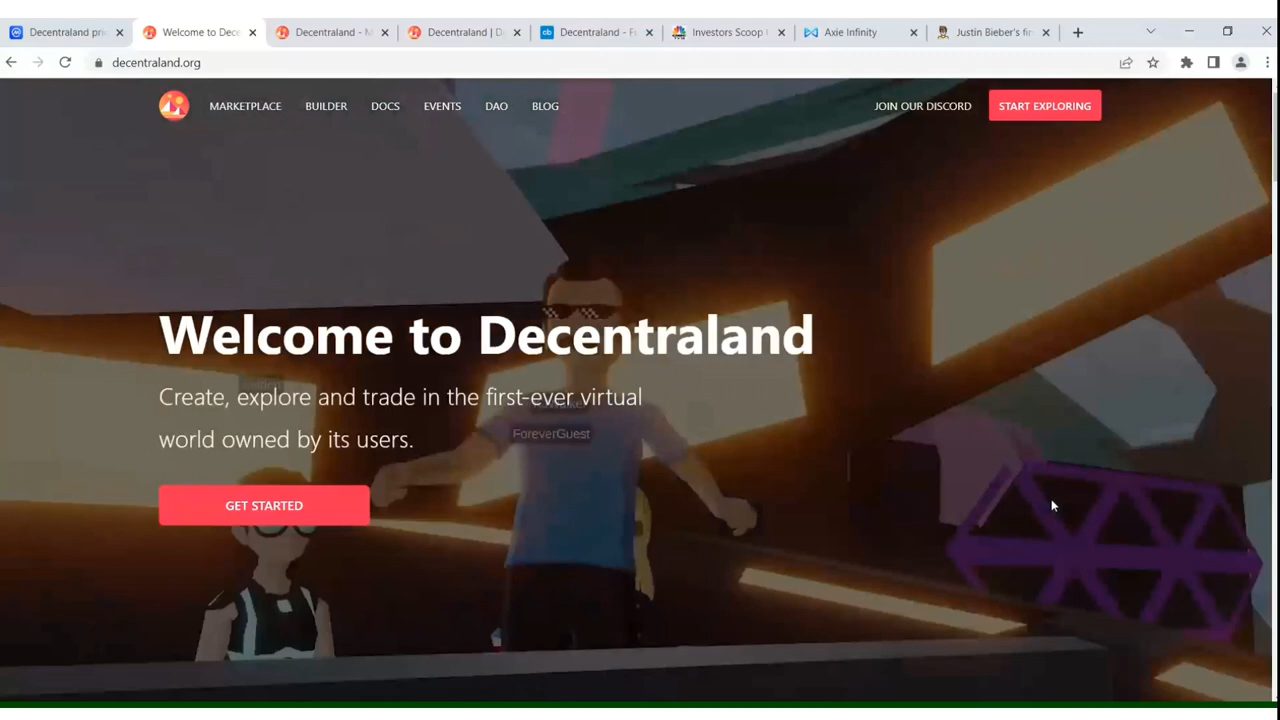 Decentraland pri
Welcome to Dece
Decentraland - M
Decentraland | D
Decentraland - F
Investors Scoop
Axie Infinity
Justin Bieber's fir
decentraland.org
MARKETPLACE
BUILDER
DOCS
EVENTS
DAO
BLOG
JOIN OUR DISCORD
START EXPLORING
Welcome to Decentraland
Create, explore and trade in the first-ever virtual
world owned by its users.
ForeverGuest
GET STARTED